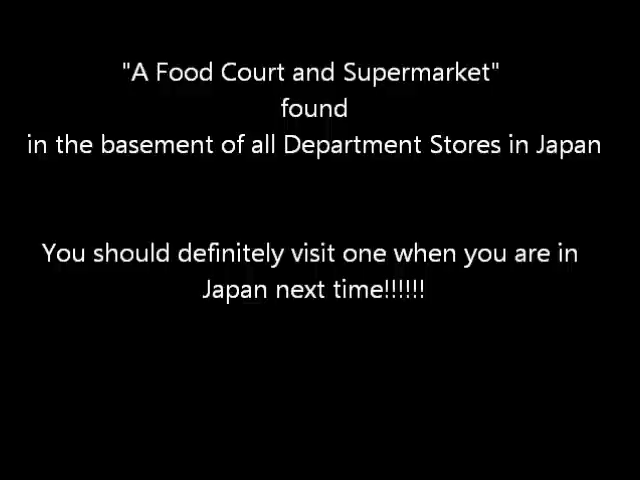 "A Food Court and Supermarket"
found
in the basement of all Department Stores in Japan
You should definitely visit one when you are in
Japan next time!!!!!!